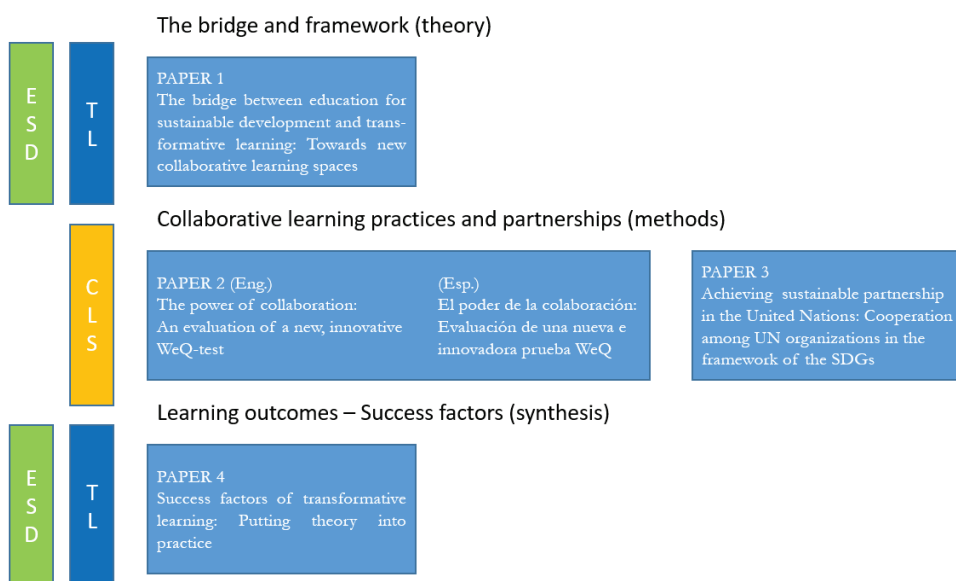 The bridge and framework (theory)
E
S
D
T
L
PAPER 1
The bridge between education for
sustainable development and trans-
formative learning: Towards new
collaborative learning spaces
Collaborative learning practices and partnerships (methods)
C
L
S
PAPER 2 (Eng.)
The power of collaboration:
An evaluation of a new, innovative
WeQ-test
(Esp.)
El poder de la colaboración:
Evaluación de una nueva e
innovadora prueba WeQ
PAPER 3
Achieving sustainable partnership
in the United Nations: Cooperation
among UN organizations in the
framework of the SDGs
Learning outcomes – Success factors (synthesis)
E
S
D
T
L
PAPER 4
Success factors of transformative
learning: Putting theory into
practice